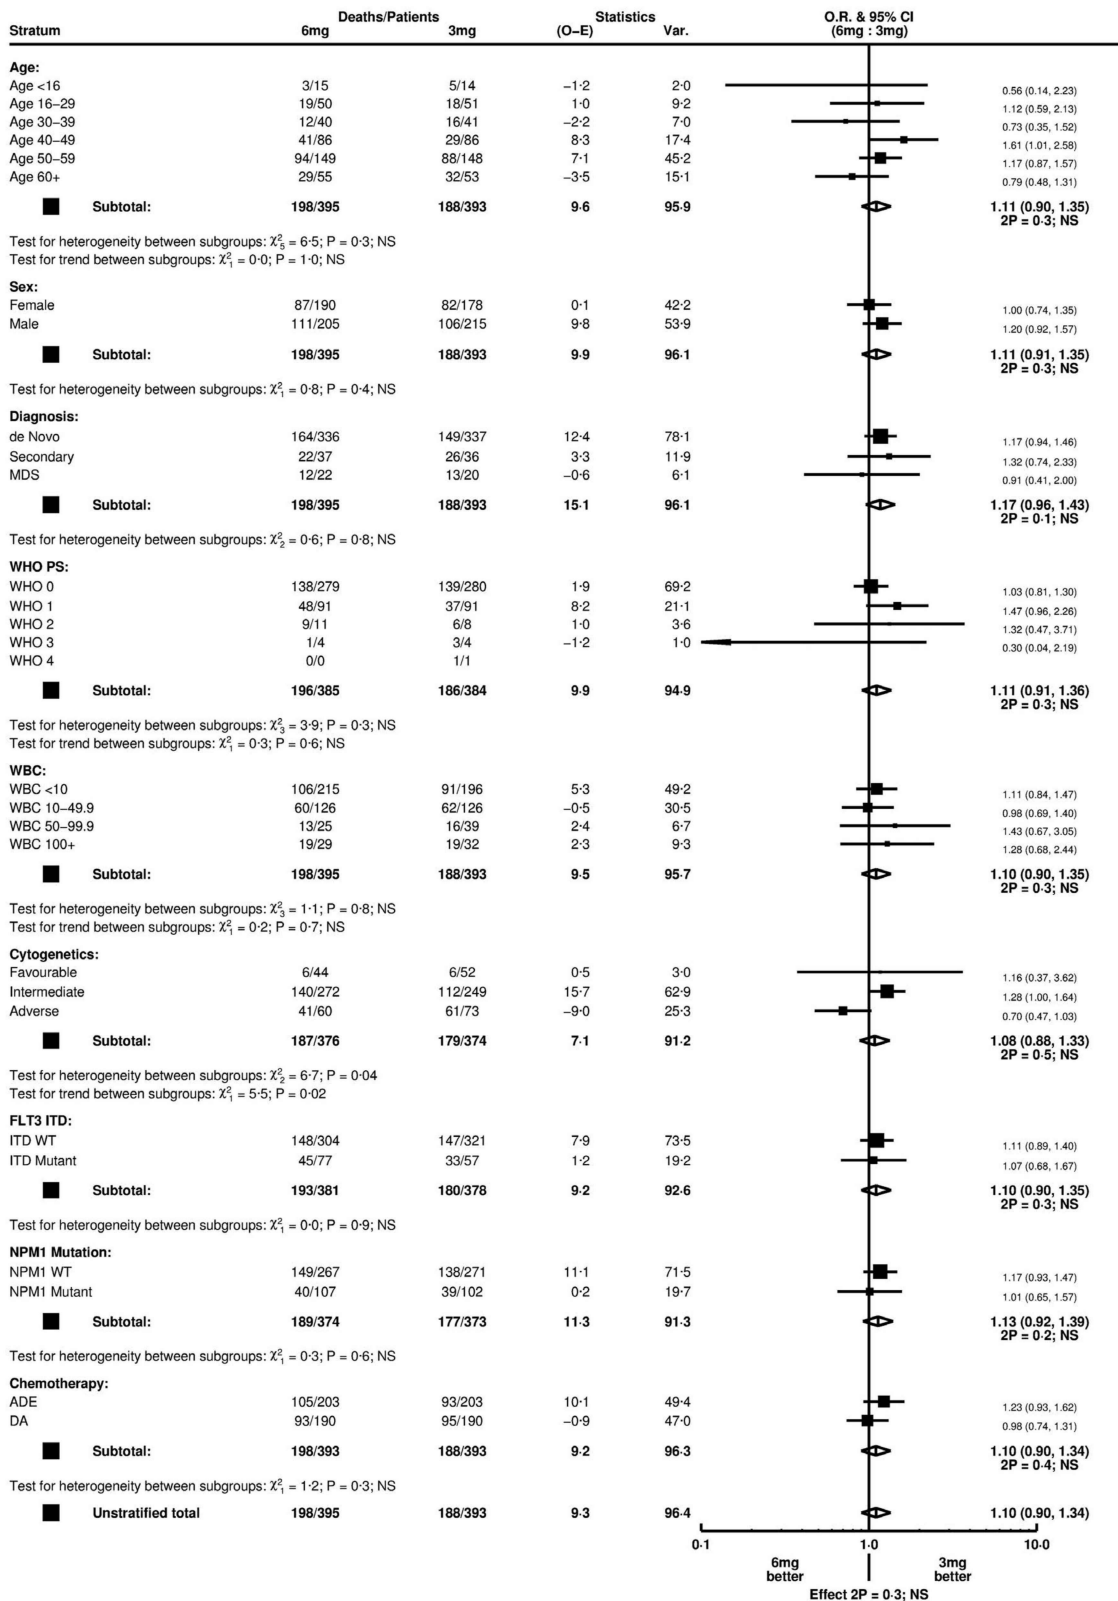 Deaths/Patients Statistics O.R. & 95% CI
Stratum 6mg 3mg (O−E) Var. (6mg : 3mg)
Age:
Age <16 3/15 5/14 −1·2 2·0 0.56 (0.14, 2.23)
Age 16−29 19/50 18/51 1·0 9·2 1.12 (0.59, 2.13)
Age 30−39 12/40 16/41 −2·2 7·0 0.73 (0.35, 1.52)
Age 40−49 41/86 29/86 8·3 17·4 1.61 (1.01, 2.58)
Age 50−59 94/149 88/148 7·1 45·2 1.17 (0.87, 1.57)
Age 60+ 29/55 32/53 −3·5 15·1 0.79 (0.48, 1.31)
Subtotal: 198/395 188/393 9·6 95·9 1.11 (0.90, 1.35)
2P = 0·3; NS
Test for heterogeneity between subgroups: χ²₅ = 6·5; P = 0·3; NS
Test for trend between subgroups: χ²₁ = 0·0; P = 1·0; NS
Sex:
Female 87/190 82/178 0·1 42·2 1.00 (0.74, 1.35)
Male 111/205 106/215 9·8 53·9 1.20 (0.92, 1.57)
Subtotal: 198/395 188/393 9·9 96·1 1.11 (0.91, 1.35)
2P = 0·3; NS
Test for heterogeneity between subgroups: χ²₁ = 0·8; P = 0·4; NS
Diagnosis:
de Novo 164/336 149/337 12·4 78·1 1.17 (0.94, 1.46)
Secondary 22/37 26/36 3·3 11·9 1.32 (0.74, 2.33)
MDS 12/22 13/20 −0·6 6·1 0.91 (0.41, 2.00)
Subtotal: 198/395 188/393 15·1 96·1 1.17 (0.96, 1.43)
2P = 0·1; NS
Test for heterogeneity between subgroups: χ²₂ = 0·6; P = 0·8; NS
WHO PS:
WHO 0 138/279 139/280 1·9 69·2 1.03 (0.81, 1.30)
WHO 1 48/91 37/91 8·2 21·1 1.47 (0.96, 2.26)
WHO 2 9/11 6/8 1·0 3·6 1.32 (0.47, 3.71)
WHO 3 1/4 3/4 −1·2 1·0 0.30 (0.04, 2.19)
WHO 4 0/0 1/1
Subtotal: 196/385 186/384 9·9 94·9 1.11 (0.91, 1.36)
2P = 0·3; NS
Test for heterogeneity between subgroups: χ²₃ = 3·9; P = 0·3; NS
Test for trend between subgroups: χ²₁ = 0·3; P = 0·6; NS
WBC:
WBC <10 106/215 91/196 5·3 49·2 1.11 (0.84, 1.47)
WBC 10−49.9 60/126 62/126 −0·5 30·5 0.98 (0.69, 1.40)
WBC 50−99.9 13/25 16/39 2·4 6·7 1.43 (0.67, 3.05)
WBC 100+ 19/29 19/32 2·3 9·3 1.28 (0.68, 2.44)
Subtotal: 198/395 188/393 9·5 95·7 1.10 (0.90, 1.35)
2P = 0·3; NS
Test for heterogeneity between subgroups: χ²₃ = 1·1; P = 0·8; NS
Test for trend between subgroups: χ²₁ = 0·2; P = 0·7; NS
Cytogenetics:
Favourable 6/44 6/52 0·5 3·0 1.16 (0.37, 3.62)
Intermediate 140/272 112/249 15·7 62·9 1.28 (1.00, 1.64)
Adverse 41/60 61/73 −9·0 25·3 0.70 (0.47, 1.03)
Subtotal: 187/376 179/374 7·1 91·2 1.08 (0.88, 1.33)
2P = 0·5; NS
Test for heterogeneity between subgroups: χ²₂ = 6·7; P = 0·04
Test for trend between subgroups: χ²₁ = 5·5; P = 0·02
FLT3 ITD:
ITD WT 148/304 147/321 7·9 73·5 1.11 (0.89, 1.40)
ITD Mutant 45/77 33/57 1·2 19·2 1.07 (0.68, 1.67)
Subtotal: 193/381 180/378 9·2 92·6 1.10 (0.90, 1.35)
2P = 0·3; NS
Test for heterogeneity between subgroups: χ²₁ = 0·0; P = 0·9; NS
NPM1 Mutation:
NPM1 WT 149/267 138/271 11·1 71·5 1.17 (0.93, 1.47)
NPM1 Mutant 40/107 39/102 0·2 19·7 1.01 (0.65, 1.57)
Subtotal: 189/374 177/373 11·3 91·3 1.13 (0.92, 1.39)
2P = 0·2; NS
Test for heterogeneity between subgroups: χ²₁ = 0·3; P = 0·6; NS
Chemotherapy:
ADE 105/203 93/203 10·1 49·4 1.23 (0.93, 1.62)
DA 93/190 95/190 −0·9 47·0 0.98 (0.74, 1.31)
Subtotal: 198/393 188/393 9·2 96·3 1.10 (0.90, 1.34)
2P = 0·4; NS
Test for heterogeneity between subgroups: χ²₁ = 1·2; P = 0·3; NS
Unstratified total 198/395 188/393 9·3 96·4 1.10 (0.90, 1.34)
0·1 1·0 10·0
6mg 3mg
better better
Effect 2P = 0·3; NS